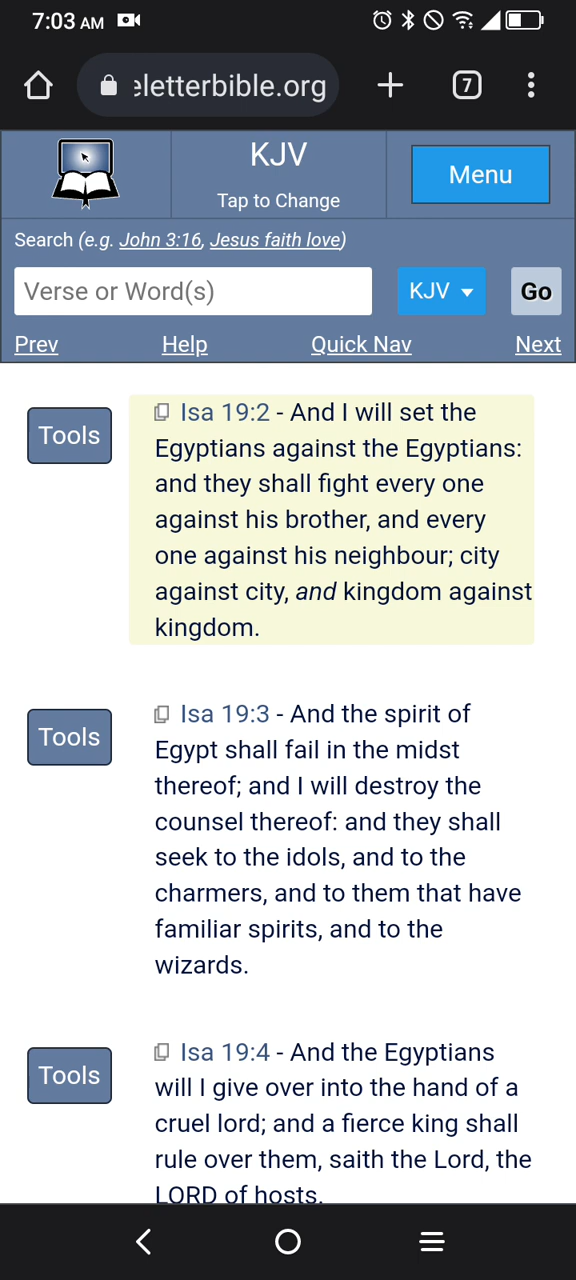 7:03 AM
eletterbible.org
7
KJV
Tap to Change
Menu
Search (e.g. John 3:16, Jesus faith love)
Verse or Word(s)
KJV
Go
Prev
Help
Quick Nav
Next
Tools
Isa 19:2 - And I will set the
Egyptians against the Egyptians:
and they shall fight every one
against his brother, and every
one against his neighbour; city
against city, and kingdom against
kingdom.
Tools
Isa 19:3 - And the spirit of
Egypt shall fail in the midst
thereof; and I will destroy the
counsel thereof: and they shall
seek to the idols, and to the
charmers, and to them that have
familiar spirits, and to the
wizards.
Tools
Isa 19:4 - And the Egyptians
will I give over into the hand of a
cruel lord; and a fierce king shall
rule over them, saith the Lord, the
LORD of hosts.